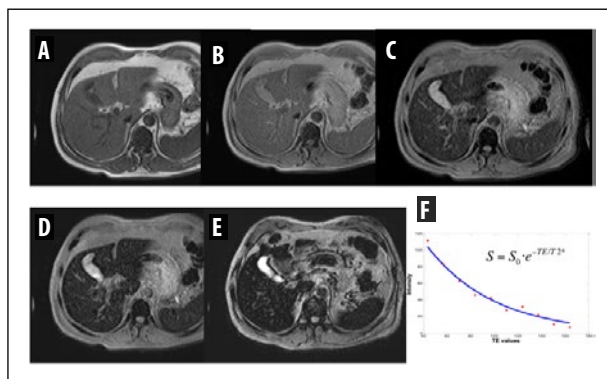 A
B
C
D
E
F
S = S₀·e^{-TE/T2*}
Intensity
TE values